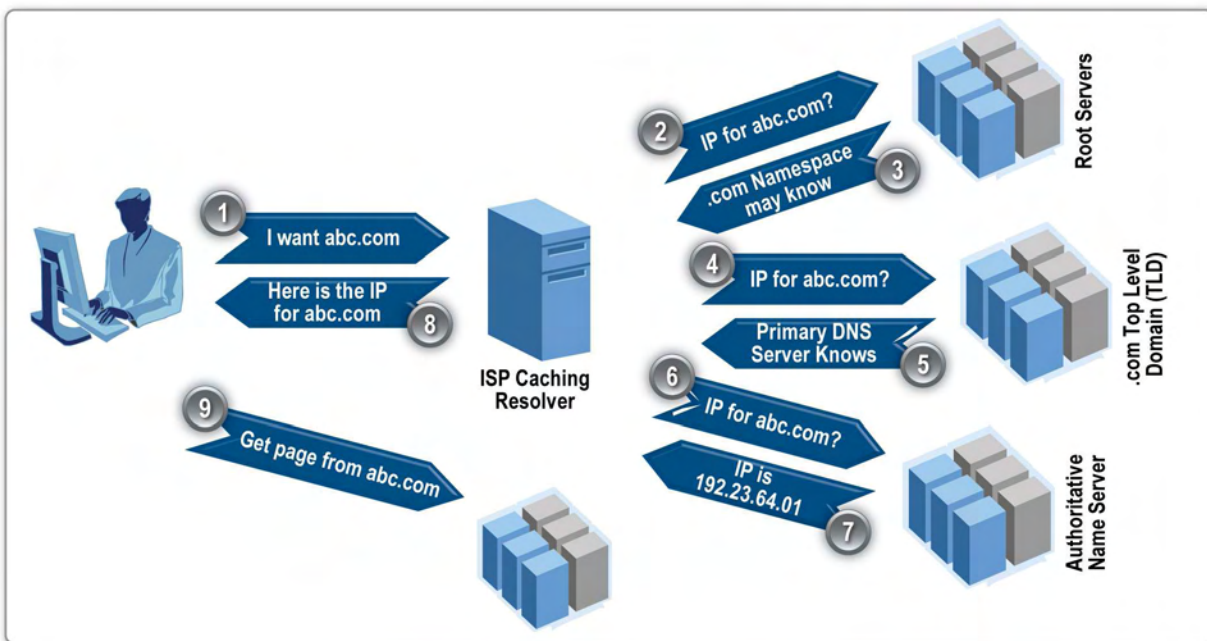 1
I want abc.com
Here is the IP
for abc.com
8
ISP Caching
Resolver
2
IP for abc.com?
.com Namespace
may know
3
Root Servers
4
IP for abc.com?
Primary DNS
Server Knows
5
.com Top Level
Domain (TLD)
6
IP for abc.com?
IP is
192.23.64.01
7
Authoritative
Name Server
9
Get page from abc.com